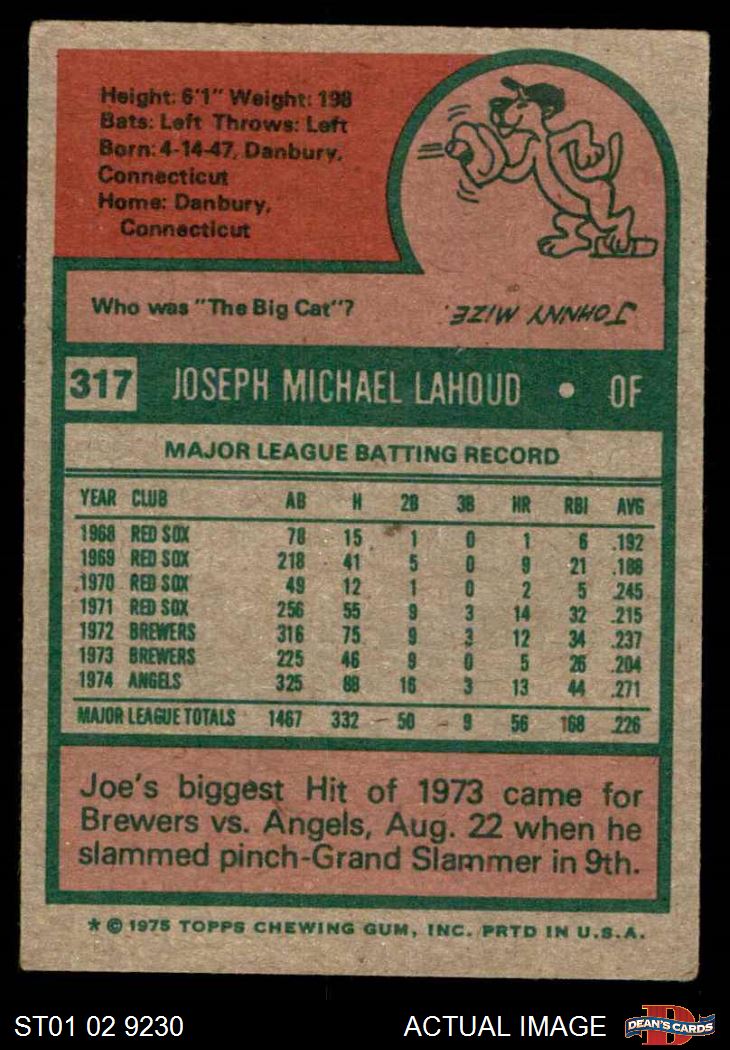 Height: 6'1" Weight: 198
Bats: Left Throws: Left
Born: 4-14-47, Danbury,
Connecticut
Home: Danbury,
Connecticut
Who was "The Big Cat"?
JOHNNY MIZE.
317 JOSEPH MICHAEL LAHOUD • OF
MAJOR LEAGUE BATTING RECORD
YEAR CLUB AB H 2B 3B HR RBI AVG
1968 RED SOX 78 15 1 0 1 6 .192
1969 RED SOX 218 41 5 0 9 21 .188
1970 RED SOX 49 12 1 0 2 5 .245
1971 RED SOX 256 55 9 3 14 32 .215
1972 BREWERS 316 75 9 3 12 34 .237
1973 BREWERS 225 46 9 0 5 26 .204
1974 ANGELS 325 88 16 3 13 44 .271
MAJOR LEAGUE TOTALS 1467 332 50 9 56 168 .226
Joe's biggest Hit of 1973 came for
Brewers vs. Angels, Aug. 22 when he
slammed pinch-Grand Slammer in 9th.
* © 1975 TOPPS CHEWING GUM, INC. PRTD IN U.S.A.
ST01 02 9230 ACTUAL IMAGE
D
DEAN'S CARDS